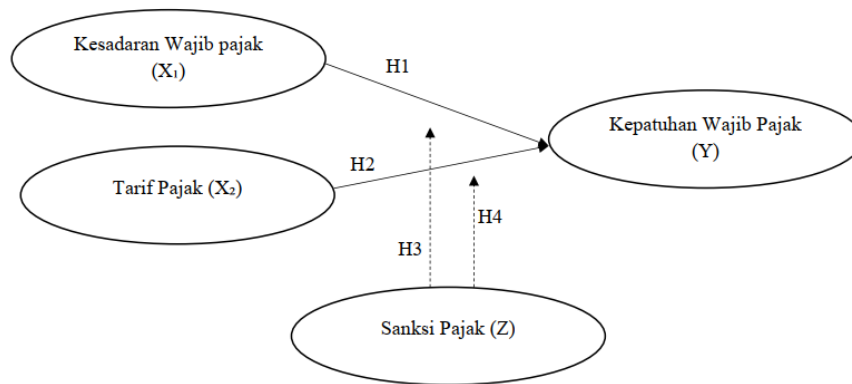 Kesadaran Wajib pajak
(X₁)
H1
Kepatuhan Wajib Pajak
(Y)
H2
Tarif Pajak (X₂)
H4
H3
Sanksi Pajak (Z)